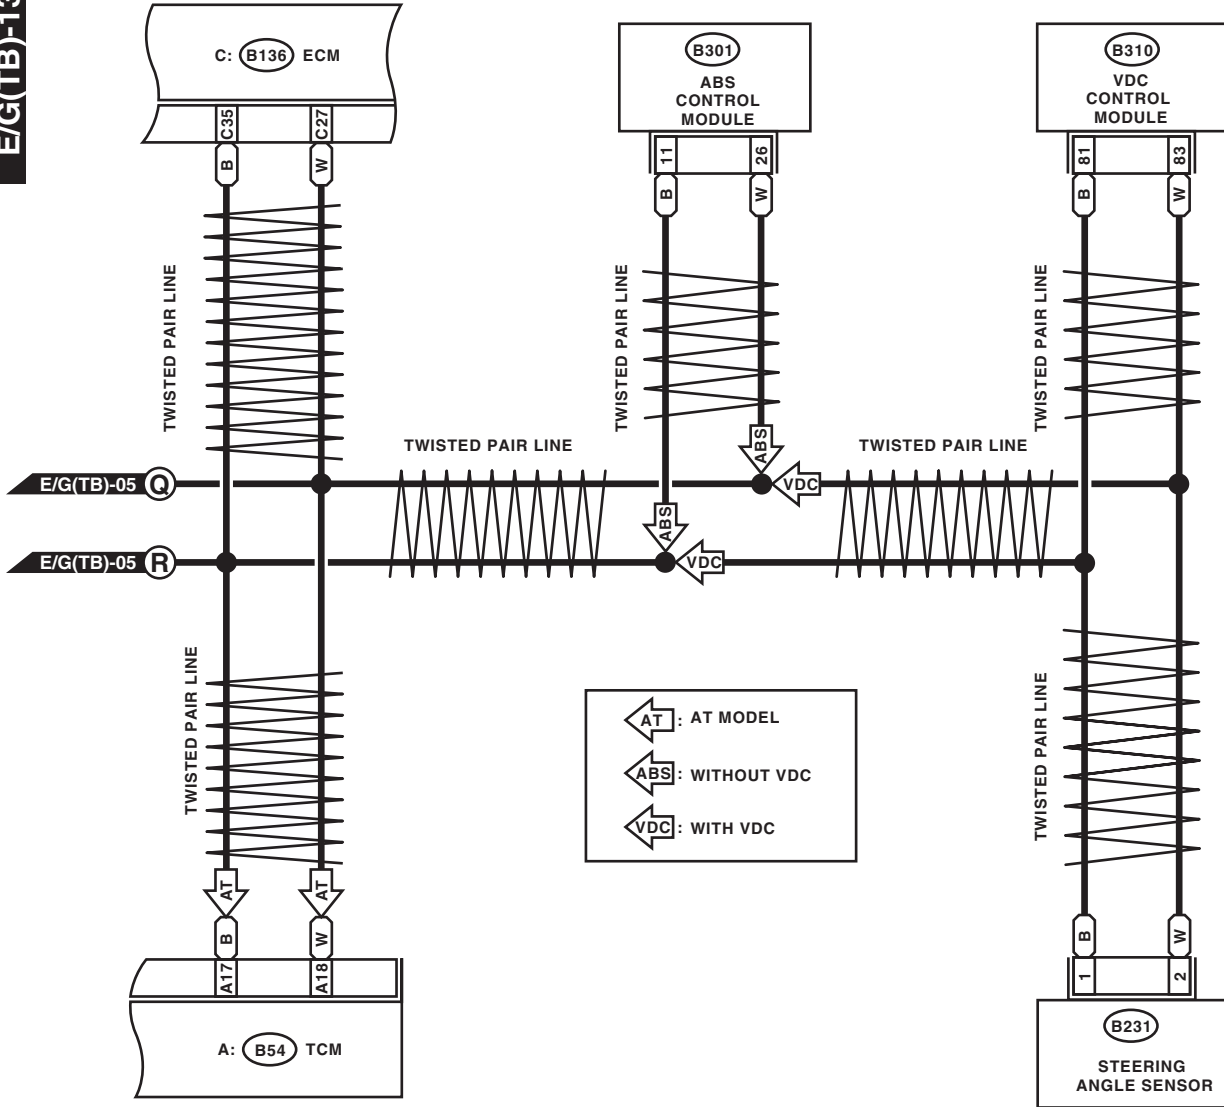 E/G(TB)-13
C: B136 ECM
C35
C27
B
W
B301
ABS
CONTROL
MODULE
11
26
B
W
B310
VDC
CONTROL
MODULE
81
83
B
W
TWISTED PAIR LINE
TWISTED PAIR LINE
TWISTED PAIR LINE
TWISTED PAIR LINE
TWISTED PAIR LINE
ABS
E/G(TB)-05 Q
VDC
ABS
E/G(TB)-05 R
VDC
TWISTED PAIR LINE
TWISTED PAIR LINE
AT : AT MODEL
ABS : WITHOUT VDC
VDC : WITH VDC
AT
AT
B
W
A17
A18
A: B54 TCM
B
W
1
2
B231
STEERING
ANGLE SENSOR